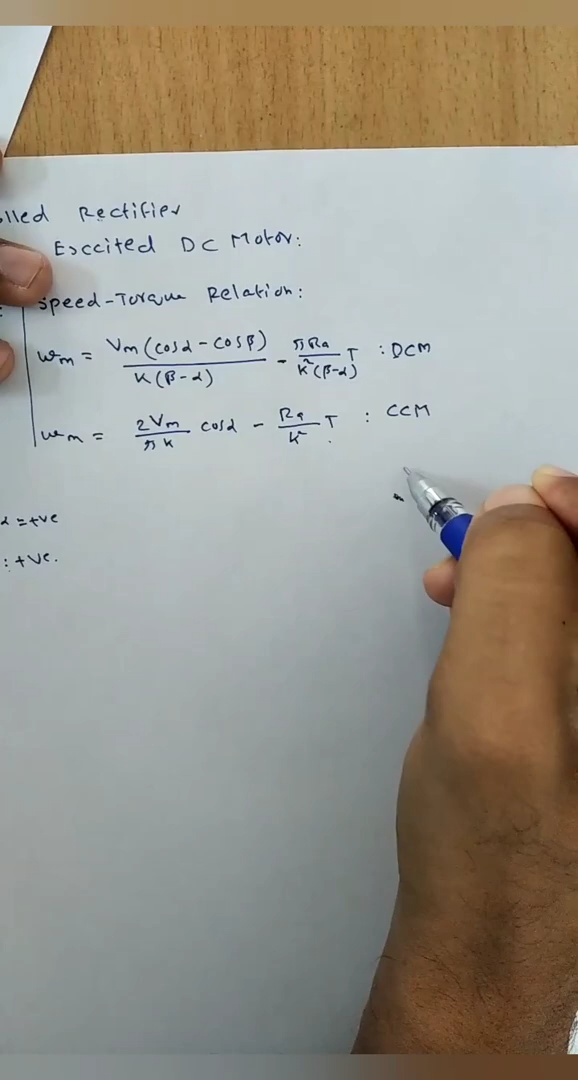 lled Rectifier
Esccited DC Motor:
Speed-Torque Relation:
ωm = Vm (cosα - cosβ) / K(β-α) - πRa / K²(β-α) T : DCM
ωm = 2Vm / πK cosα - Ra / K² T : CCM
α = +ve
: +ve.